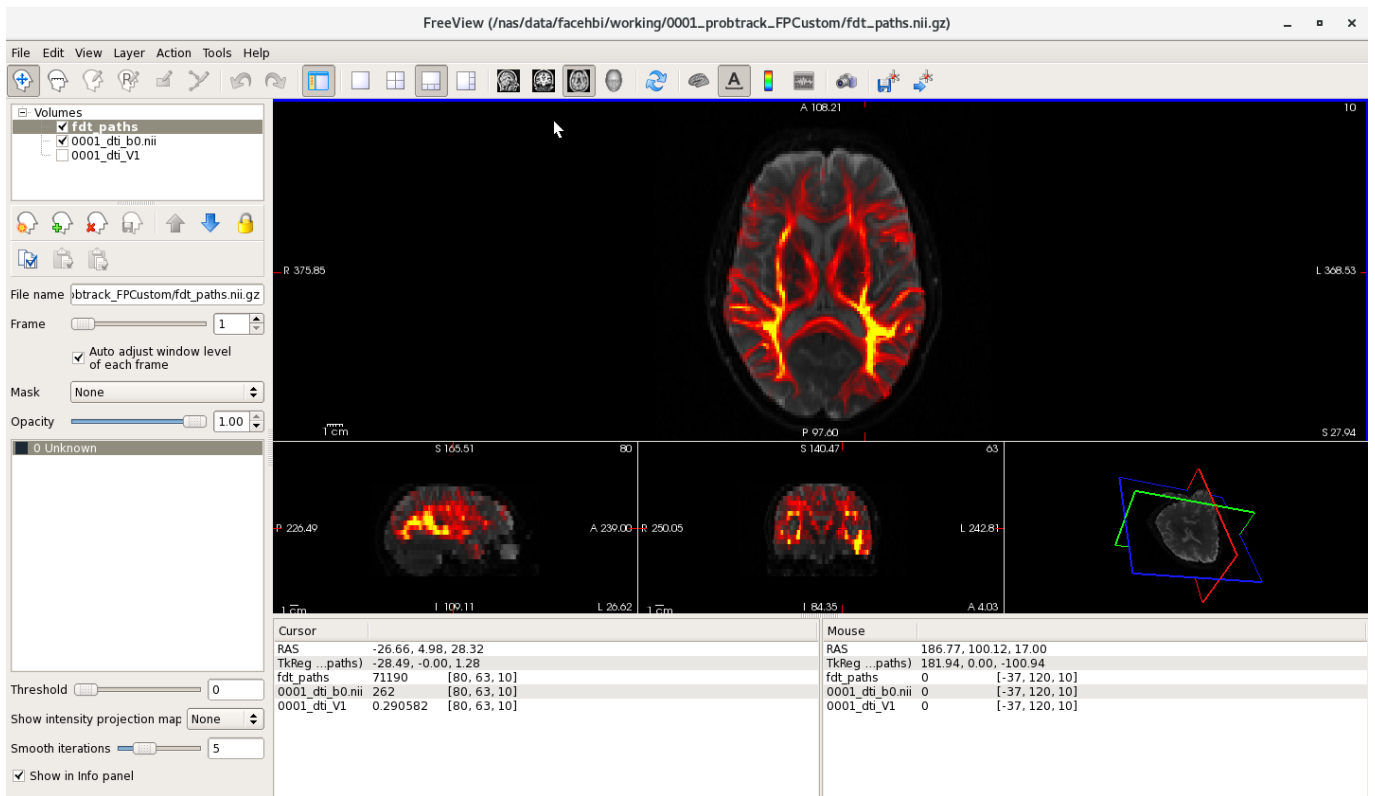 FreeView (/nas/data/facehbi/working/0001_probtrack_FPCustom/fdt_paths.nii.gz)
File Edit View Layer Action Tools Help
Volumes
fdt_paths
0001_dti_b0.nii
0001_dti_V1
File name obtrack_FPCustom/fdt_paths.nii.gz
Frame 1
Auto adjust window level
of each frame
Mask None
Opacity 1.00
0 Unknown
Threshold 0
Show intensity projection map None
Smooth iterations 5
Show in Info panel
A 108.21 10
R 375.85 L 368.53
1 cm P 97.60 S 27.94
S 165.51 80
P 226.49 A 239.00
1 cm I 109.11 L 26.62
S 140.47 63
R 250.05 L 242.81
1 cm I 84.35 A 4.03
Cursor
RAS -26.66, 4.98, 28.32
TkReg ...paths) -28.49, -0.00, 1.28
fdt_paths 71190 [80, 63, 10]
0001_dti_b0.nii 262 [80, 63, 10]
0001_dti_V1 0.290582 [80, 63, 10]
Mouse
RAS 186.77, 100.12, 17.00
TkReg ...paths) 181.94, 0.00, -100.94
fdt_paths 0 [-37, 120, 10]
0001_dti_b0.nii 0 [-37, 120, 10]
0001_dti_V1 0 [-37, 120, 10]